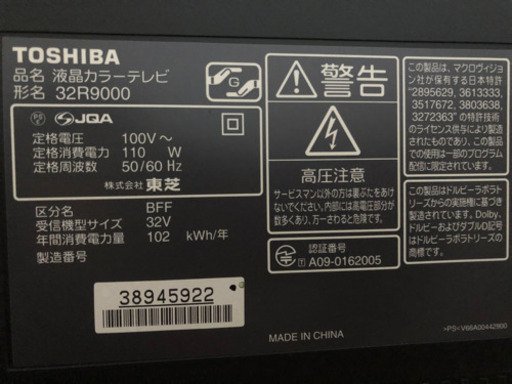 TOSHIBA
品名 液晶カラーテレビ
形名 32R9000
PS E JQA
定格電圧 100V～
定格消費電力 110 W
定格周波数 50/60 Hz
株式会社 東芝
区分名 BFF
受信機型サイズ 32V
年間消費電力量 102 kWh/年
製造番号
38945922
G
警告
高圧注意
サービスマン以外の方は裏ぶたをあけ
ないでください。内部には高電圧部分が
数多くあり、万一さわると危険です。
認証番号
T A09-0162005
MADE IN CHINA
この製品は、マクロヴィジョン
社が保有する日本特許
"2895629, 3613333,
3517672, 3803638,
3272363" の特許技術
のライセンス供与により製造
されており、この特許技術の
使用は一部のプログラム
配信に限定されています。
この製品は、ドルビーラボラトリ
ーズからの実施権に基づき製
造されています。Dolby、
ドルビー及びダブルD記号
はドルビーラボラトリーズの
商標です。
>PS<:V66A00442900